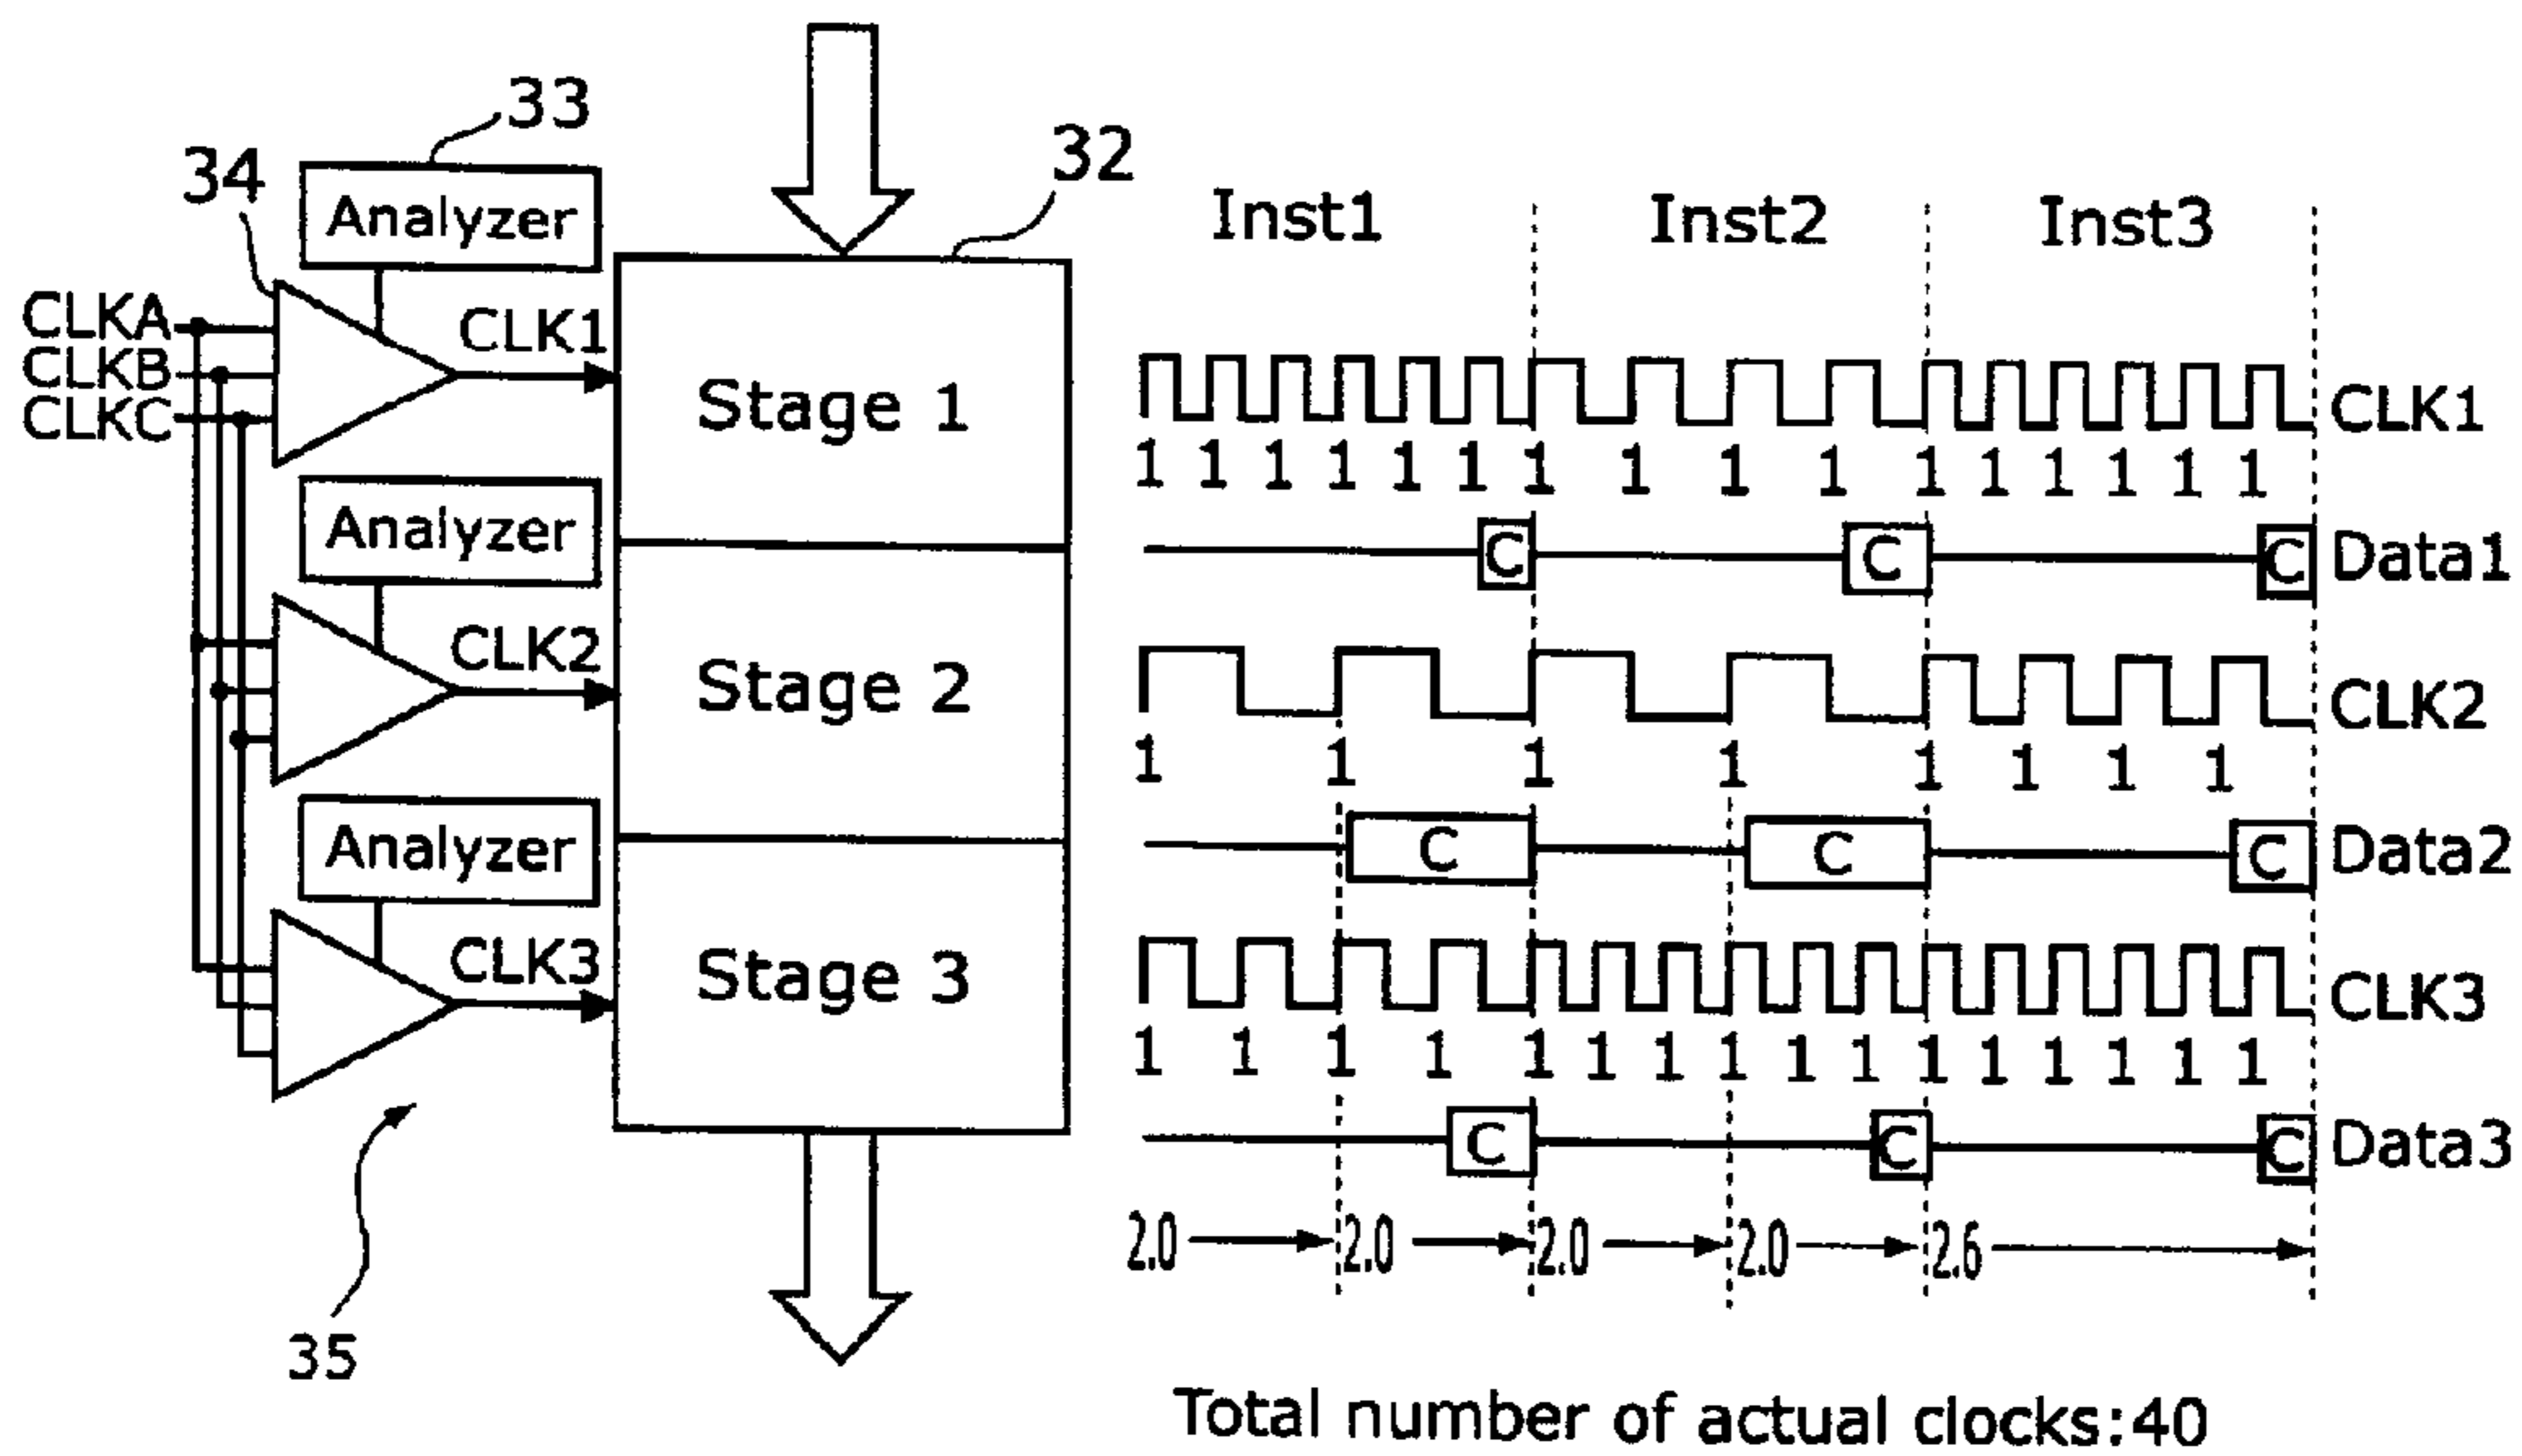 33
34
32
Analyzer
Inst1 Inst2 Inst3
CLKA
CLKB
CLKC
CLK1
Stage 1
CLK1
1 1 1 1 1 1 1 1 1 1 1 1 1 1 1 1
Analyzer
C C C Data1
CLK2
Stage 2
CLK2
1 1 1 1 1 1 1 1
Analyzer
C C C Data2
CLK3
Stage 3
CLK3
1 1 1 1 1 1 1 1 1 1 1 1 1 1 1 1
C C C Data3
2.0 2.0 2.0 2.0 2.6
35
Total number of actual clocks:40